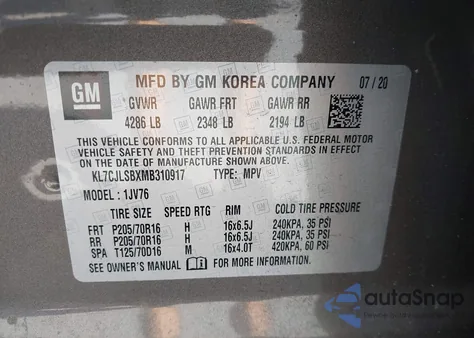 GM
MFD BY GM KOREA COMPANY 07/20
GVWR GAWR FRT GAWR RR
4286 LB 2348 LB 2194 LB
THIS VEHICLE CONFORMS TO ALL APPLICABLE U.S. FEDERAL MOTOR
VEHICLE SAFETY, BUMPER, AND THEFT PREVENTION STANDARDS IN EFFECT
ON THE DATE OF MANUFACTURE SHOWN ABOVE.
KL7CJLSBXMB310917 TYPE: MPV
MODEL: 1JV76
TIRE SIZE SPEED RTG RIM COLD TIRE PRESSURE
FRT P205/70R16 H 16x6.5J 240KPA, 35 PSI
RR P205/70R16 H 16x6.5J 240KPA, 35 PSI
SPA T125/70D16 M 16x4.0T 420KPA, 60 PSI
SEE OWNER'S MANUAL FOR ADDITIONAL INFORMATION.
autoSnap